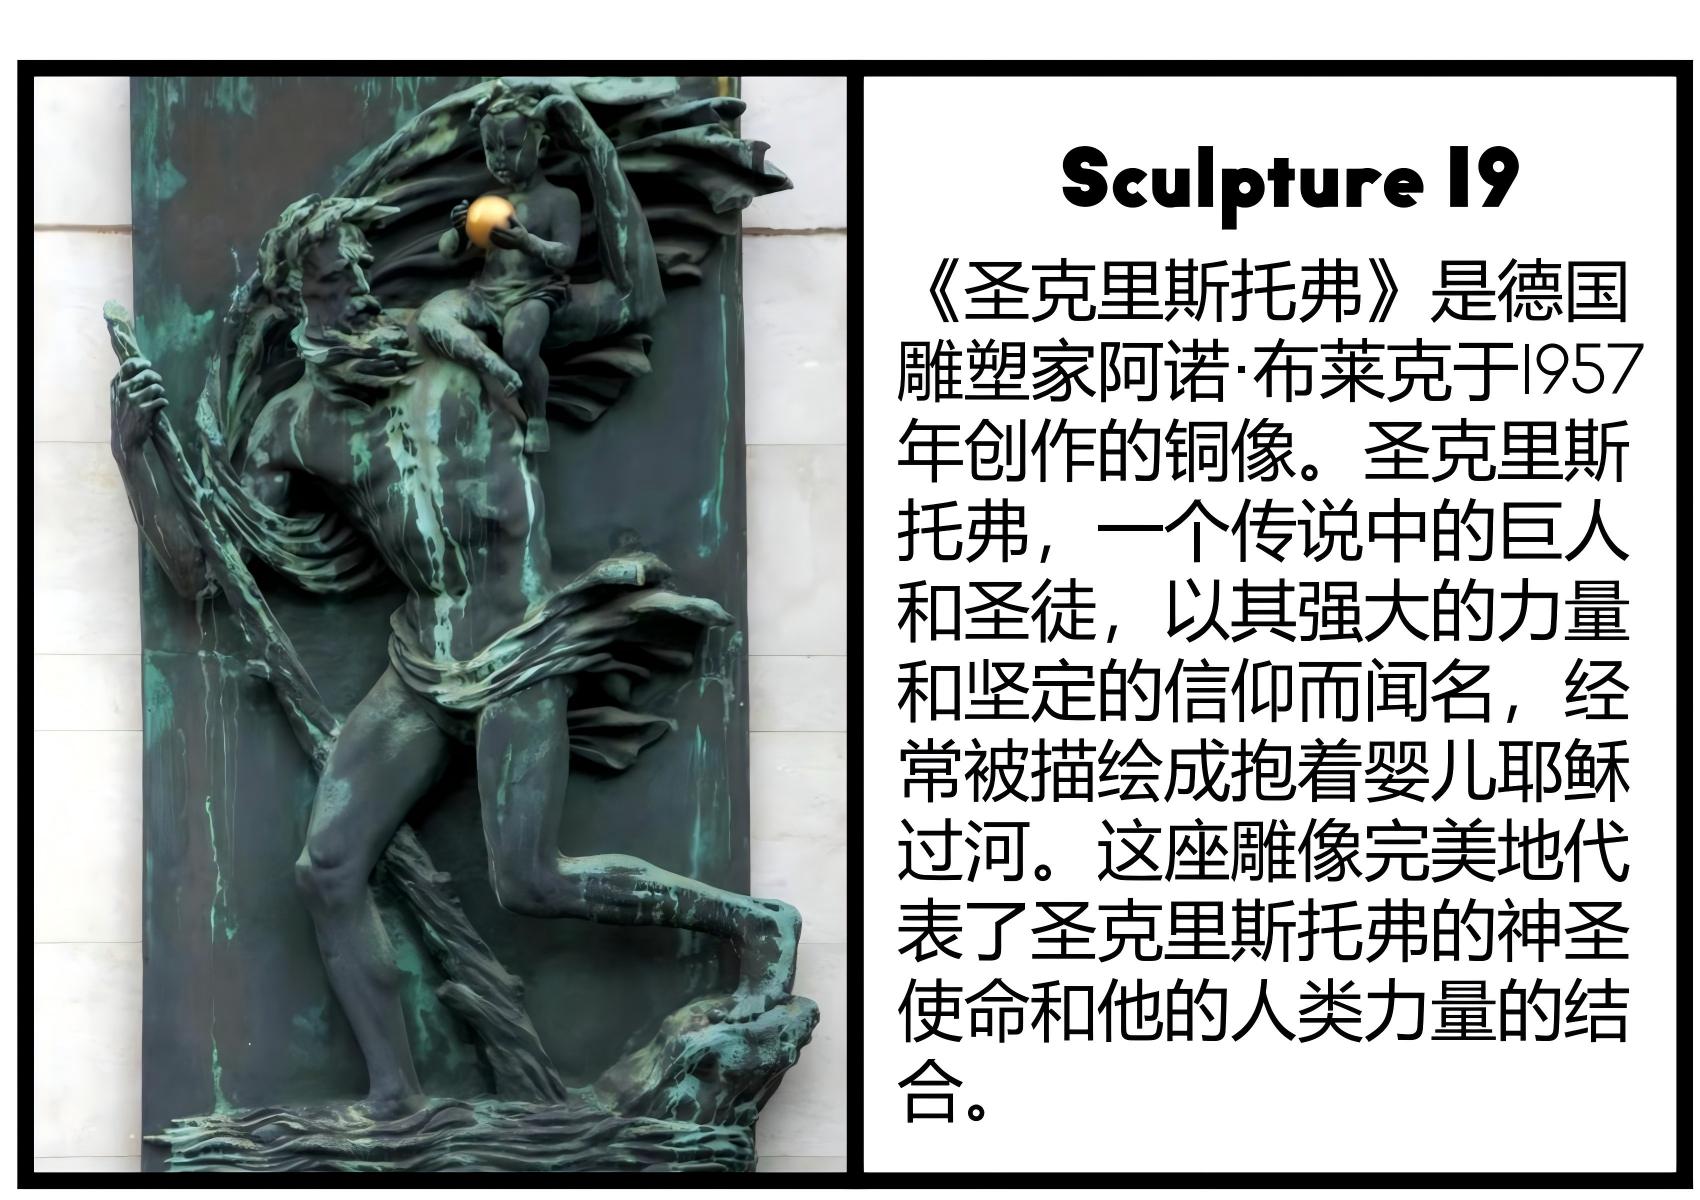 Sculpture 19
《圣克里斯托弗》是德国
雕塑家阿诺·布莱克于1957
年创作的铜像。圣克里斯
托弗，一个传说中的巨人
和圣徒，以其强大的力量
和坚定的信仰而闻名，经
常被描绘成抱着婴儿耶稣
过河。这座雕像完美地代
表了圣克里斯托弗的神圣
使命和他的人类力量的结
合。